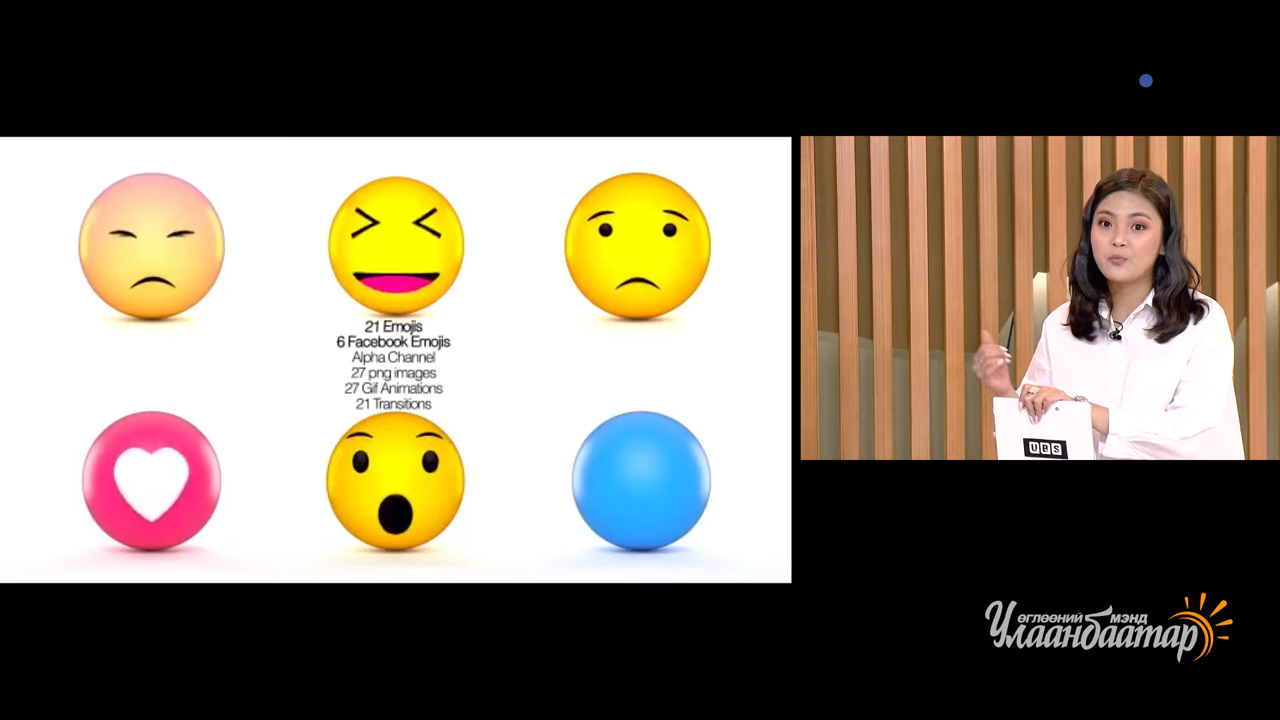 21 Emojis
6 Facebook Emojis
Alpha Channel
27 png images
27 Gif Animations
21 Transitions
UBS
ӨГЛӨӨНИЙ МЭНД
Улаанбаатар